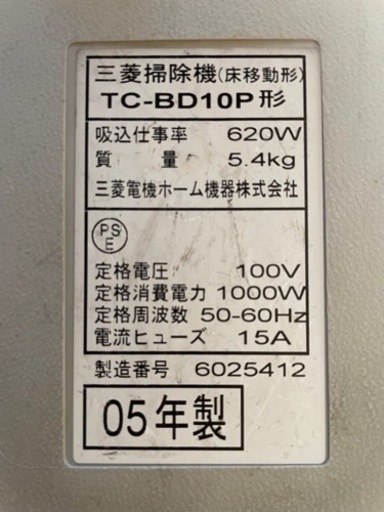 三菱掃除機(床移動形)
TC-BD10P形
吸込仕事率 620W
質量 5.4kg
三菱電機ホーム機器株式会社
PS
E
定格電圧 100V
定格消費電力 1000W
定格周波数 50-60Hz
電流ヒューズ 15A
製造番号 6025412
05年製